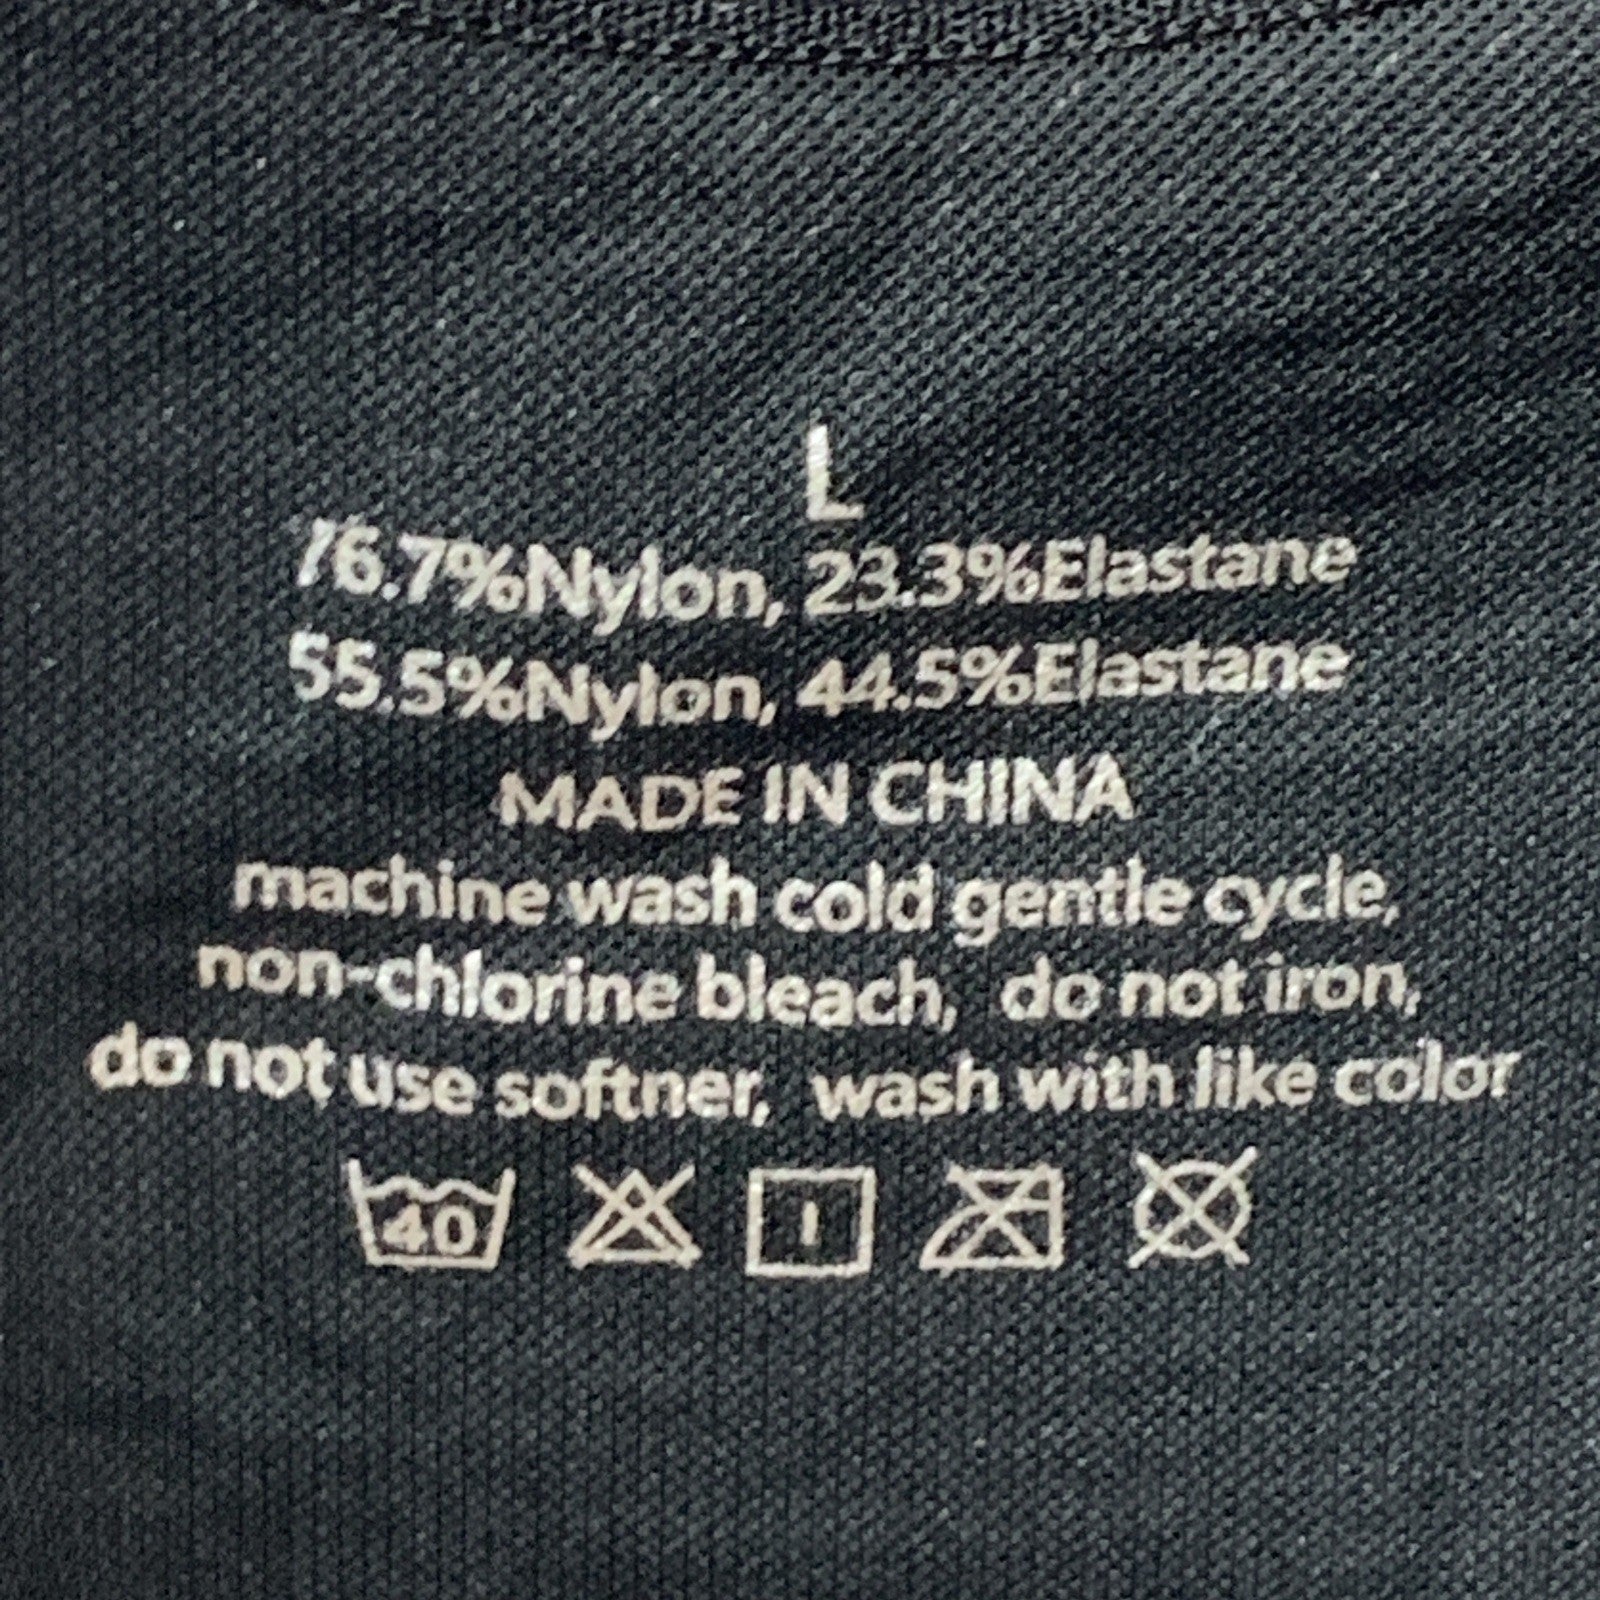 L
76.7%Nylon, 23.3%Elastane
55.5%Nylon, 44.5%Elastane
MADE IN CHINA
machine wash cold gentle cycle,
non-chlorine bleach, do not iron,
do not use softner, wash with like color
40